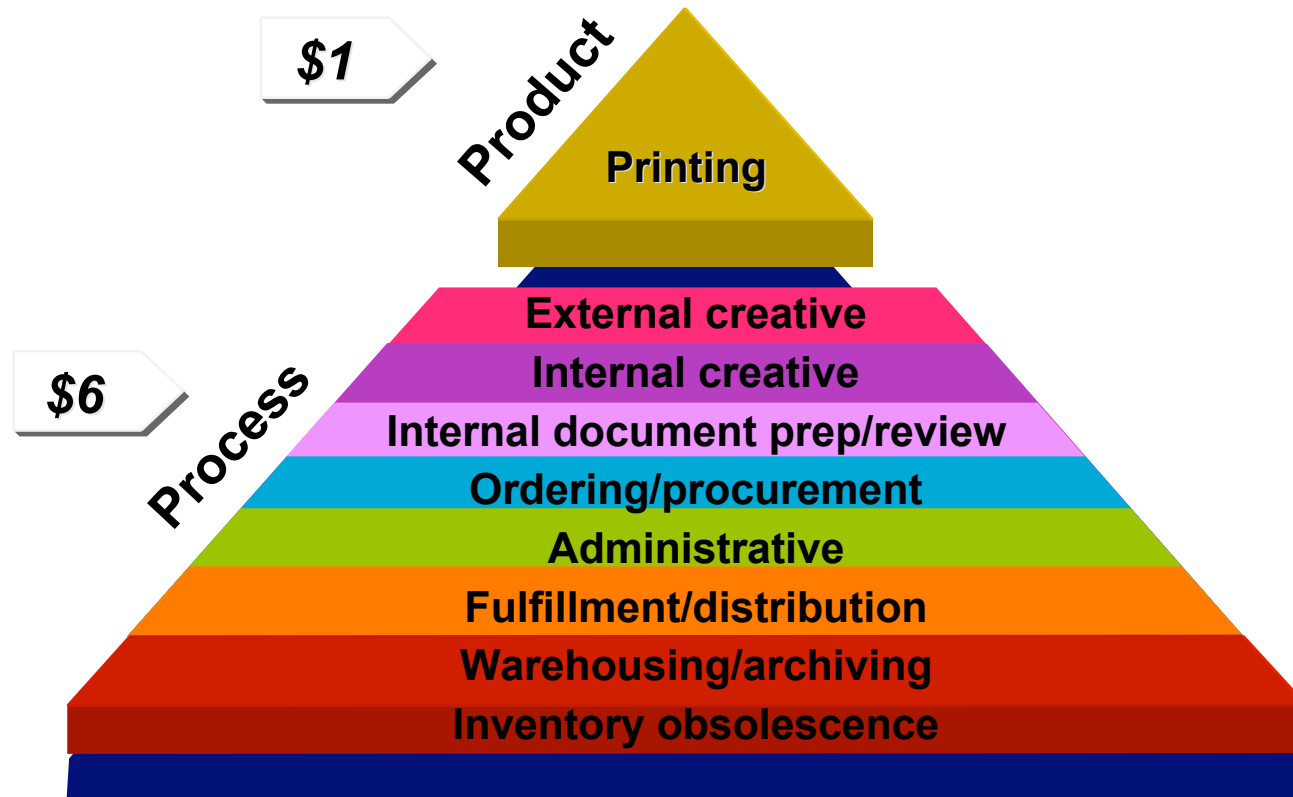 $1
Product
Printing
External creative
Internal creative
$6
Process
Internal document prep/review
Ordering/procurement
Administrative
Fulfillment/distribution
Warehousing/archiving
Inventory obsolescence